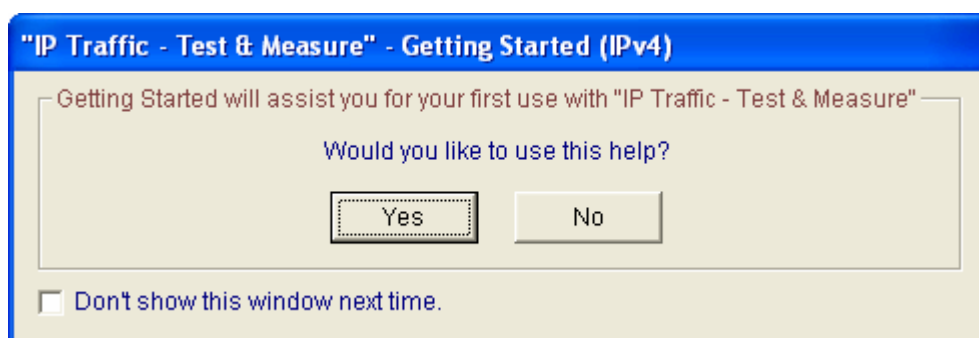 "IP Traffic - Test & Measure" - Getting Started (IPv4)
Getting Started will assist you for your first use with "IP Traffic - Test & Measure"
Would you like to use this help?
Yes No
Don't show this window next time.